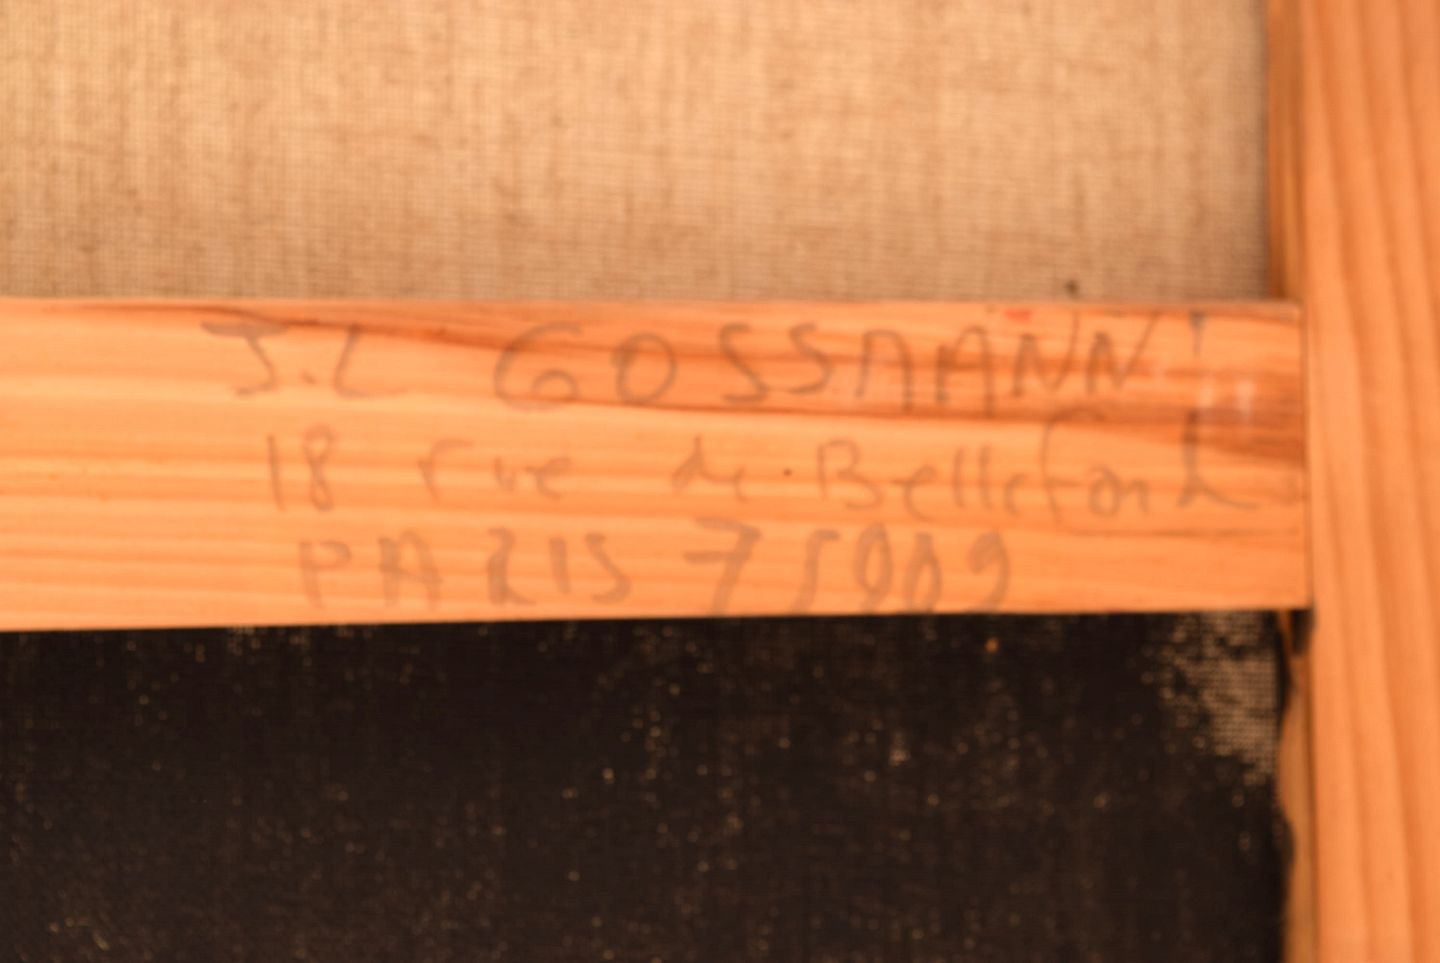 J.L GOSSMANN
18 rue de Bellefond
PARIS 75009